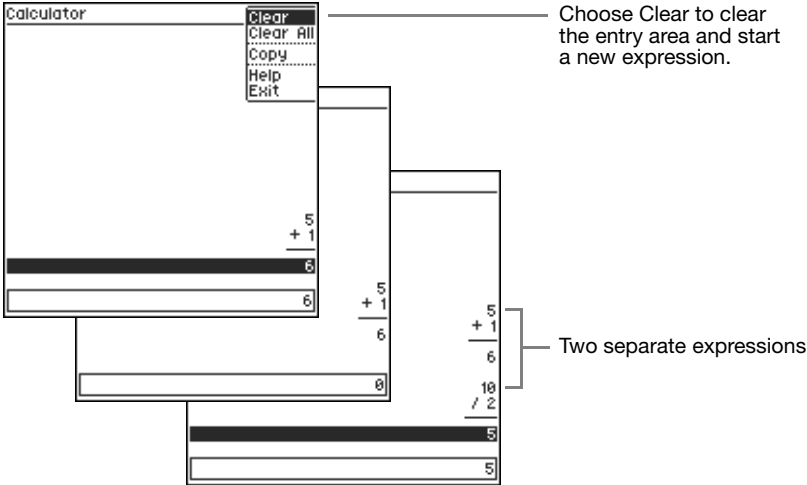 Calculator
Clear
Clear All
Copy
Help
Exit
Choose Clear to clear
the entry area and start
a new expression.
5
+ 1
6
6
5
+ 1
6
0
5
+ 1
6
10
/ 2
5
5
Two separate expressions